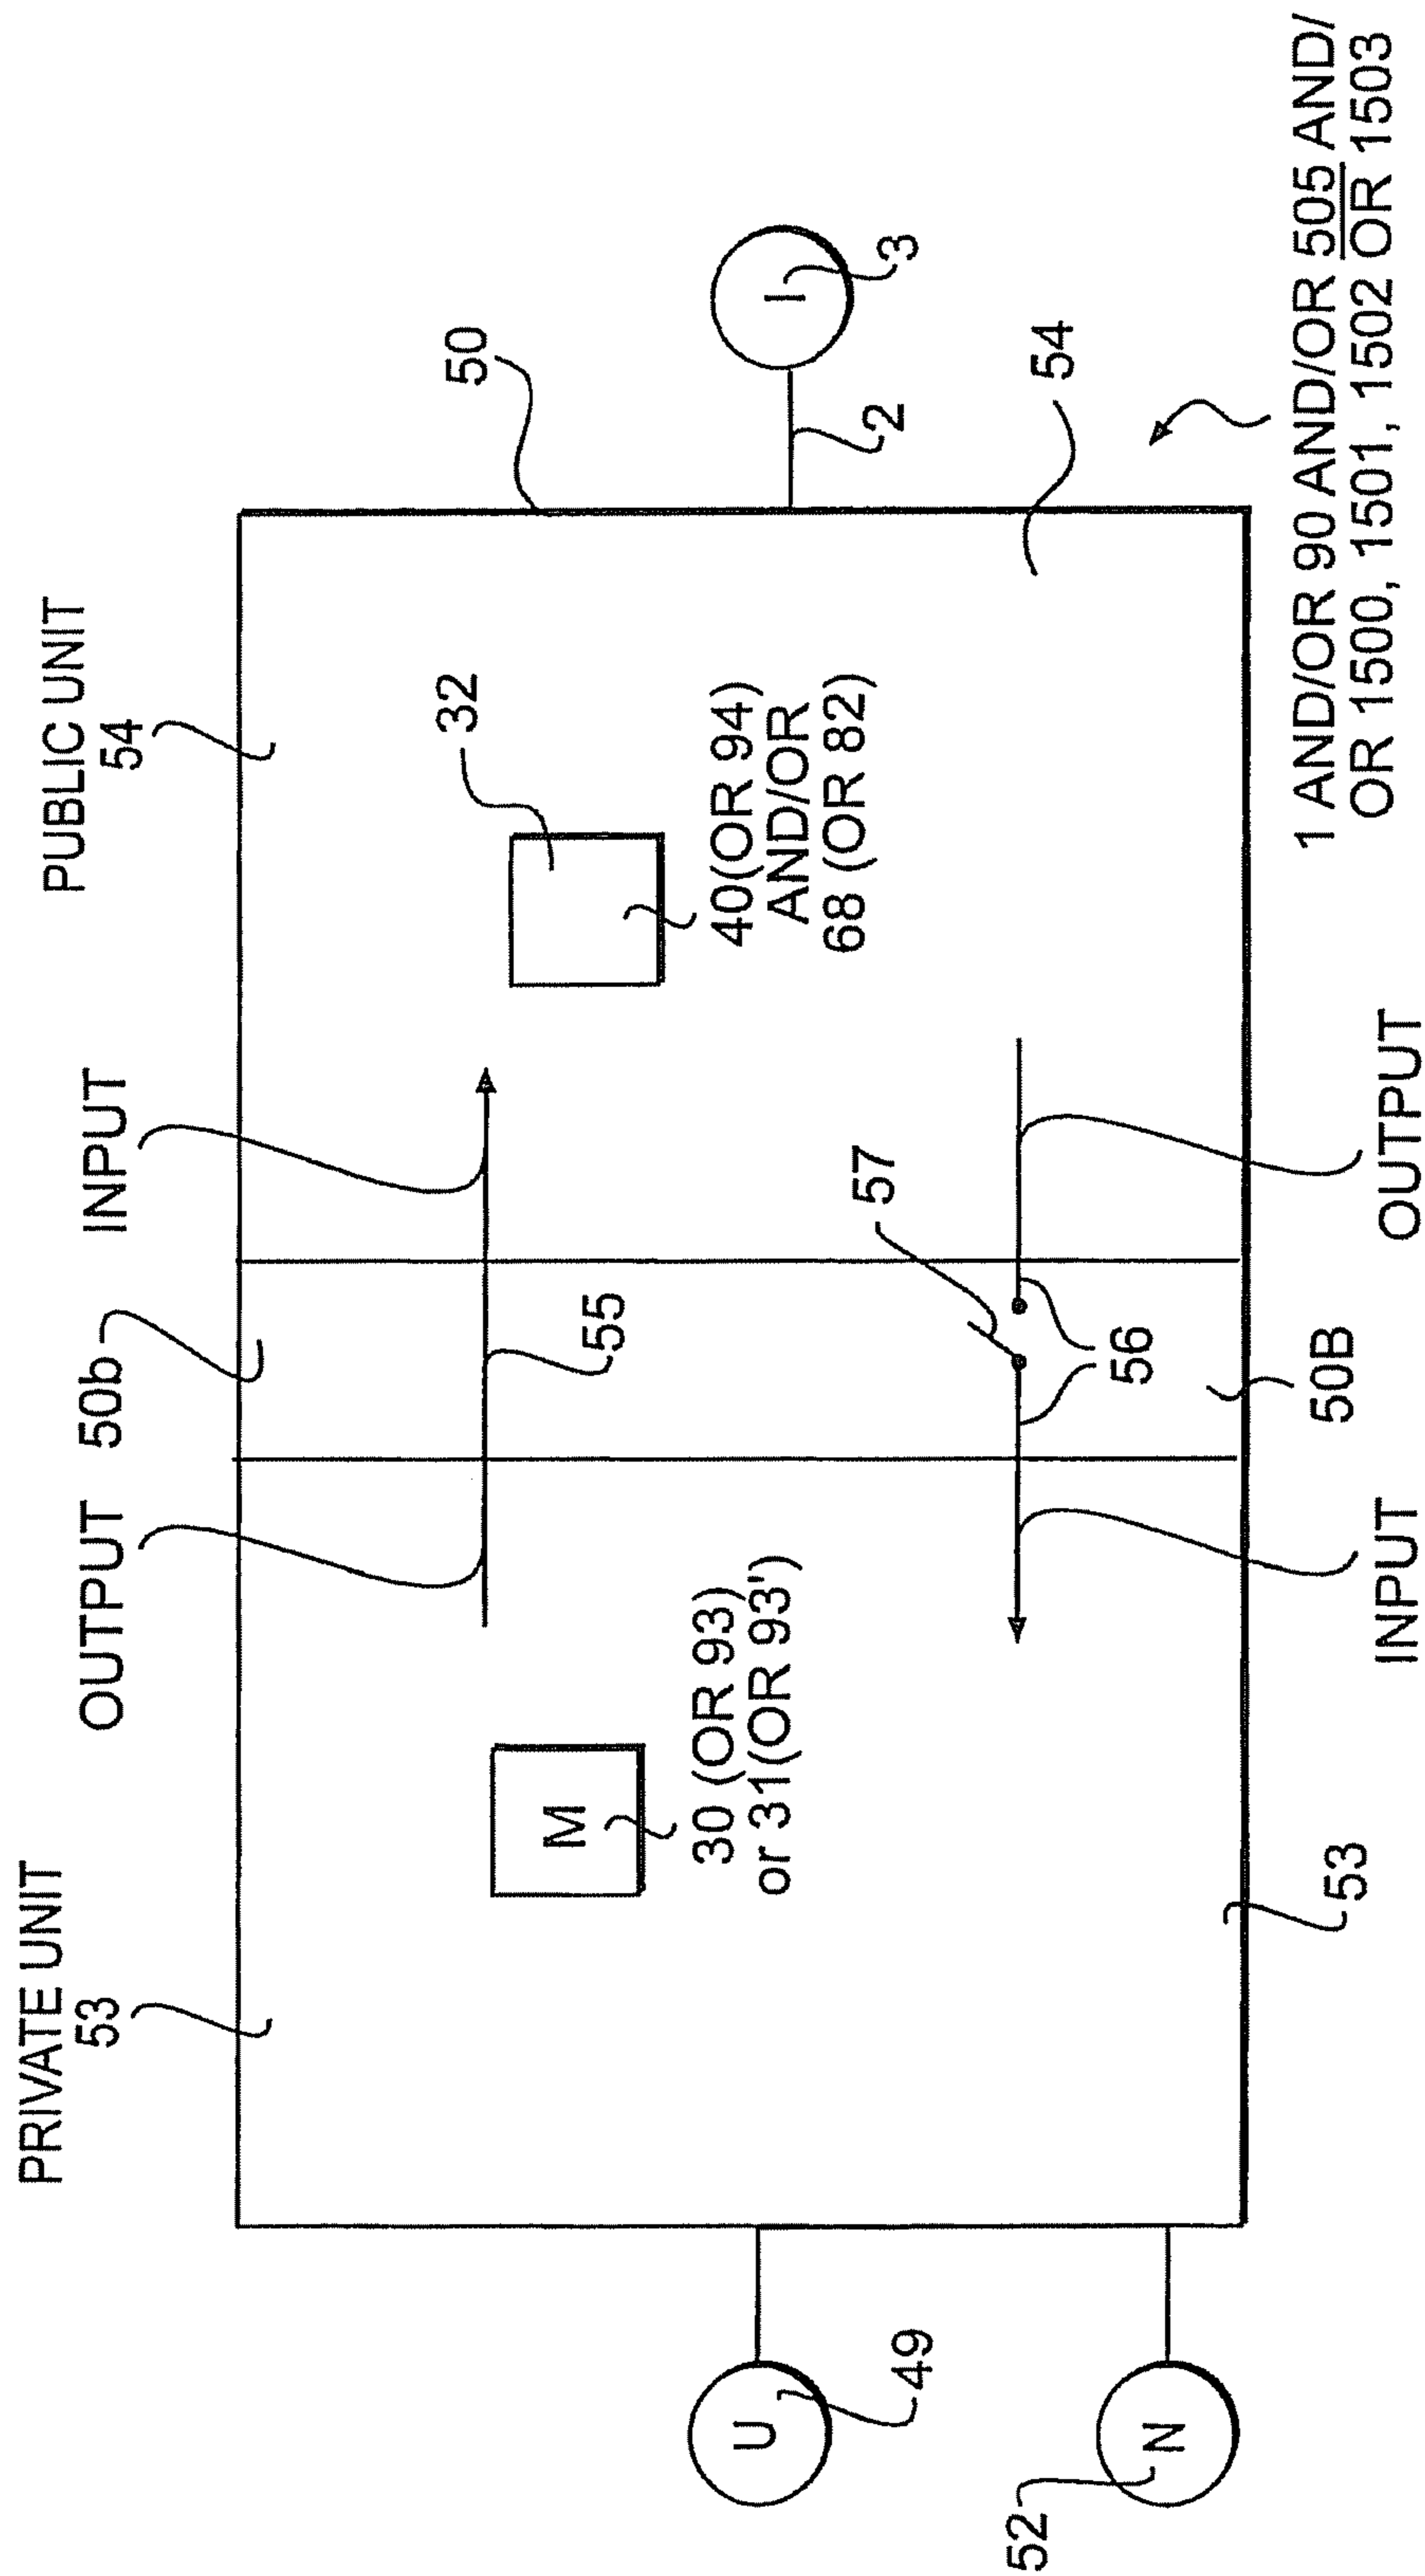 PRIVATE UNIT
53
OUTPUT
50b
INPUT
PUBLIC UNIT
54
50
32
M
30 (OR 93)
or 31(OR 93')
55
40(OR 94)
AND/OR
68 (OR 82)
U
49
I
3
2
57
56
54
N
52
53
INPUT
50B
OUTPUT
1 AND/OR 90 AND/OR 505 AND/
OR 1500, 1501, 1502 OR 1503